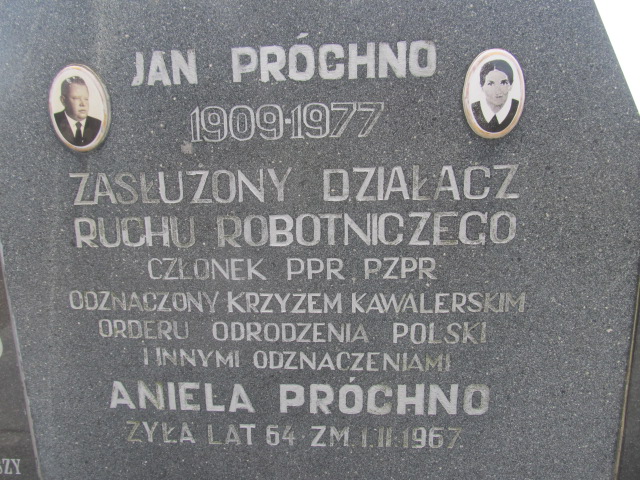 JAN PRÓCHNO
1909-1977
ZASŁUŻONY DZIAŁACZ
RUCHU ROBOTNICZEGO
CZŁONEK PPR, PZPR
ODZNACZONY KRZYŻEM KAWALERSKIM
ORDERU ODRODZENIA POLSKI
I INNYMI ODZNACZENIAMI
ANIELA PRÓCHNO
ŻYŁA LAT 64 ZM. 1.II.1967